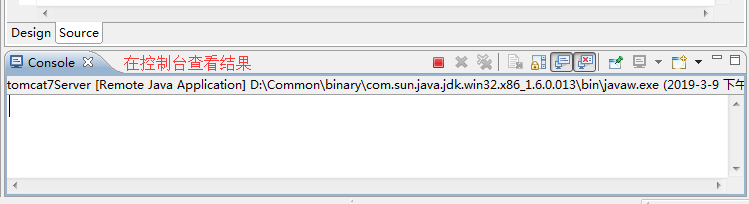 Design Source
Console 在控制台查看结果
tomcat7Server [Remote Java Application] D:\Common\binary\com.sun.java.jdk.win32.x86_1.6.0.013\bin\javaw.exe (2019-3-9 下午